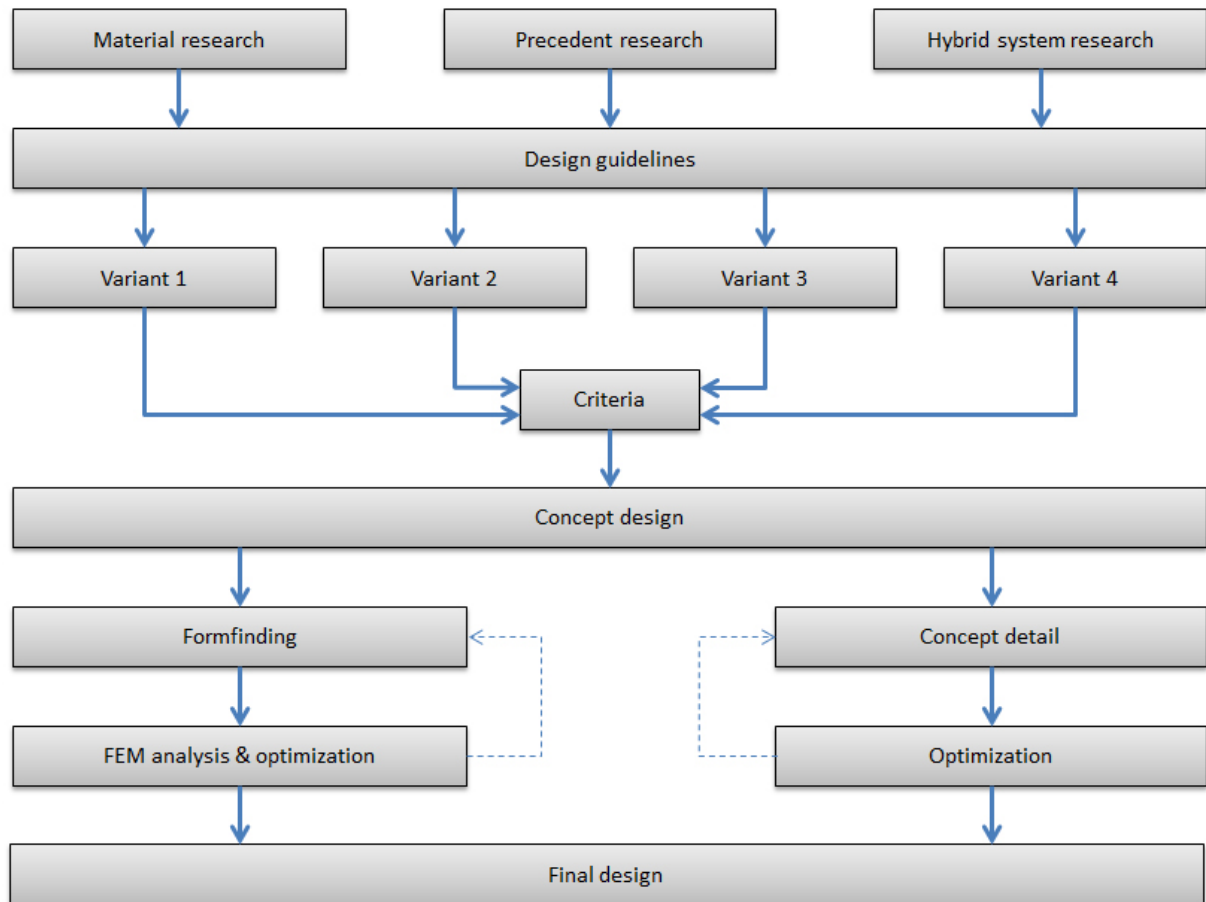 Material research
Precedent research
Hybrid system research
Design guidelines
Variant 1
Variant 2
Variant 3
Variant 4
Criteria
Concept design
Formfinding
Concept detail
FEM analysis & optimization
Optimization
Final design